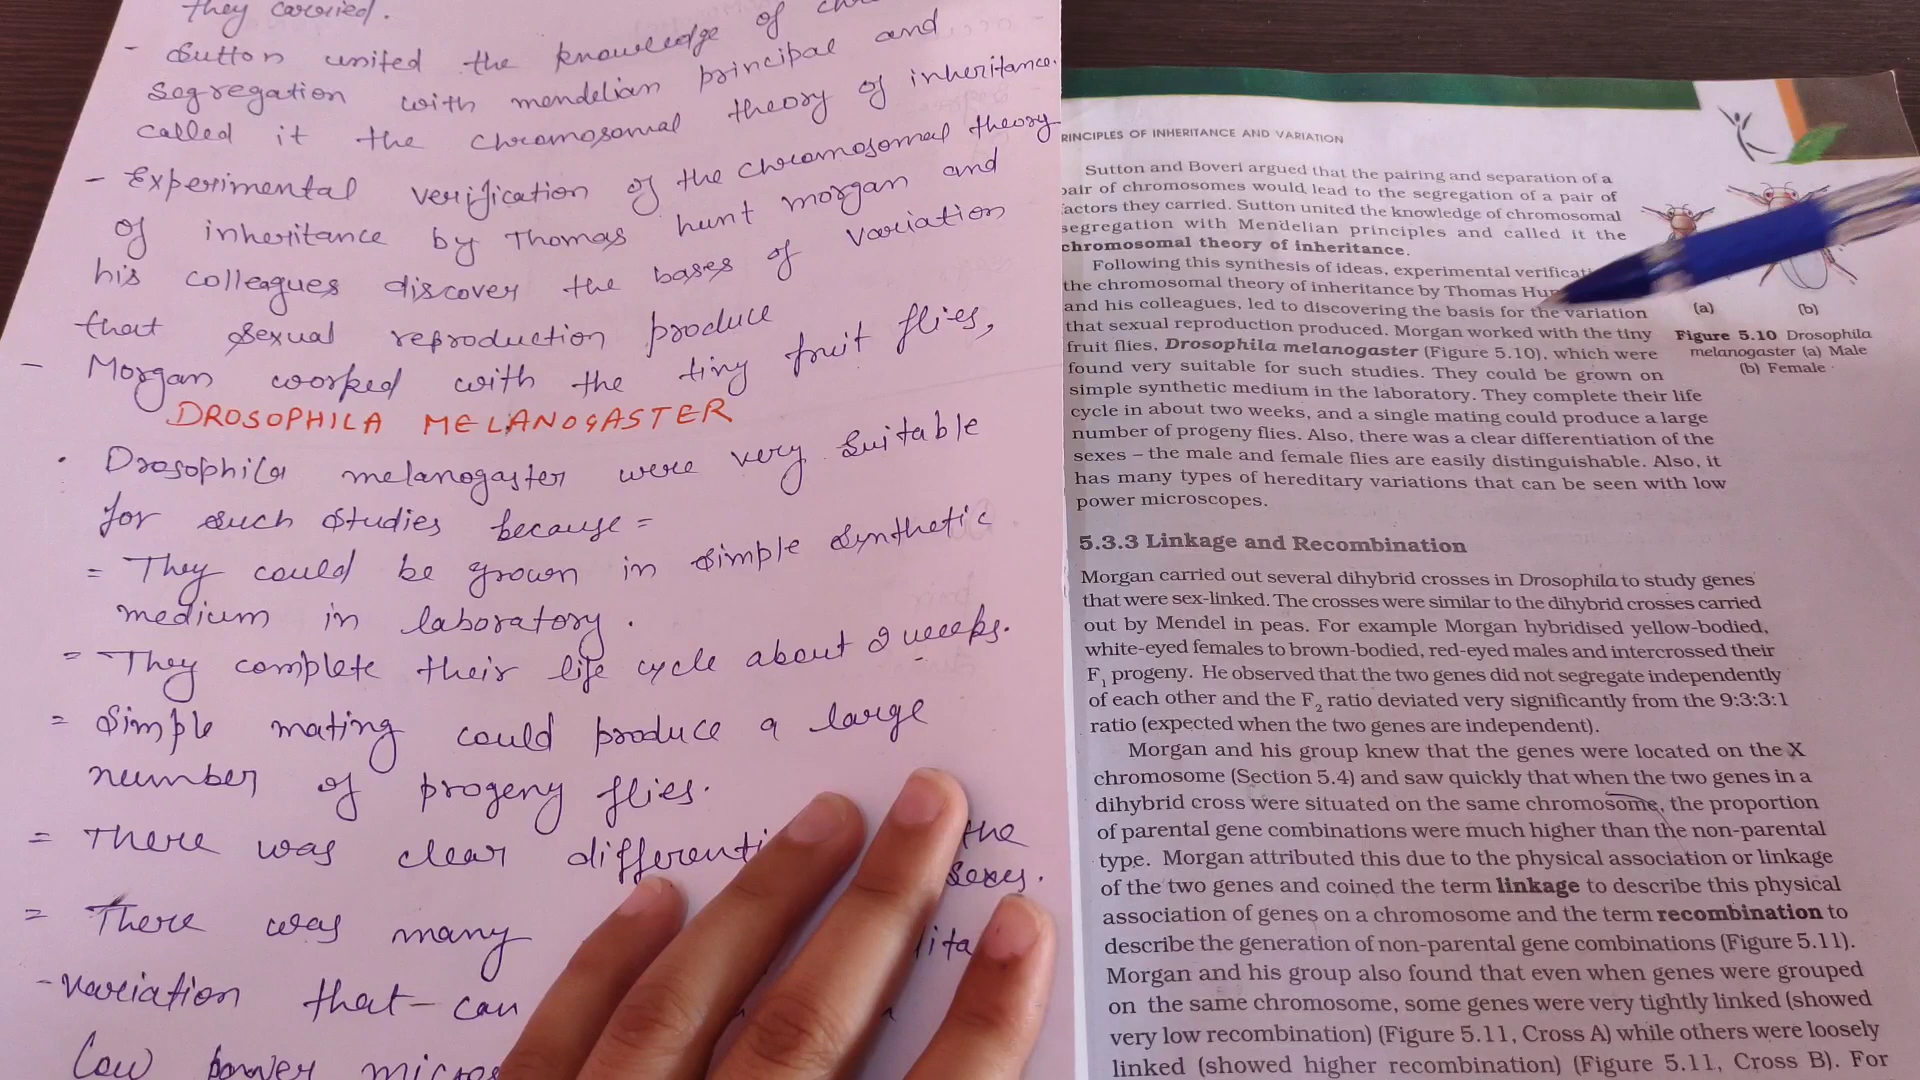 they carried.
- Sutton united the knowledge of
segregation with mendelian principal and
called it the chromosomal theory of inheritance.
- Experimental verification of the chromosomal theory
of inheritance by Thomas hunt morgan and
his colleagues discover the bases of variation
that sexual reproduction produce
- Morgan worked with the tiny fruit flies,
DROSOPHILA MELANOGASTER
. Drosophila melanogaster were very suitable
for such studies because =
= They could be grown in simple synthetic
medium in laboratory.
= They complete their life cycle about 2 weeks.
= Simple mating could produce a large
number of progeny flies.
= There was clear differenti the
sexes.
= There was many
- variation that can
Low power micros
RINCIPLES OF INHERITANCE AND VARIATION
Sutton and Boveri argued that the pairing and separation of a
pair of chromosomes would lead to the segregation of a pair of
factors they carried. Sutton united the knowledge of chromosomal
segregation with Mendelian principles and called it the
chromosomal theory of inheritance.
Following this synthesis of ideas, experimental verificati
the chromosomal theory of inheritance by Thomas Hun
and his colleagues, led to discovering the basis for the variation
that sexual reproduction produced. Morgan worked with the tiny
fruit flies, Drosophila melanogaster (Figure 5.10), which were
found very suitable for such studies. They could be grown on
simple synthetic medium in the laboratory. They complete their life
cycle in about two weeks, and a single mating could produce a large
number of progeny flies. Also, there was a clear differentiation of the
sexes – the male and female flies are easily distinguishable. Also, it
has many types of hereditary variations that can be seen with low
power microscopes.
(a) (b)
Figure 5.10 Drosophila
melanogaster (a) Male
(b) Female
5.3.3 Linkage and Recombination
Morgan carried out several dihybrid crosses in Drosophila to study genes
that were sex-linked. The crosses were similar to the dihybrid crosses carried
out by Mendel in peas. For example Morgan hybridised yellow-bodied,
white-eyed females to brown-bodied, red-eyed males and intercrossed their
F1 progeny. He observed that the two genes did not segregate independently
of each other and the F2 ratio deviated very significantly from the 9:3:3:1
ratio (expected when the two genes are independent).
Morgan and his group knew that the genes were located on the X
chromosome (Section 5.4) and saw quickly that when the two genes in a
dihybrid cross were situated on the same chromosome, the proportion
of parental gene combinations were much higher than the non-parental
type. Morgan attributed this due to the physical association or linkage
of the two genes and coined the term linkage to describe this physical
association of genes on a chromosome and the term recombination to
describe the generation of non-parental gene combinations (Figure 5.11).
Morgan and his group also found that even when genes were grouped
on the same chromosome, some genes were very tightly linked (showed
very low recombination) (Figure 5.11, Cross A) while others were loosely
linked (showed higher recombination) (Figure 5.11, Cross B). For